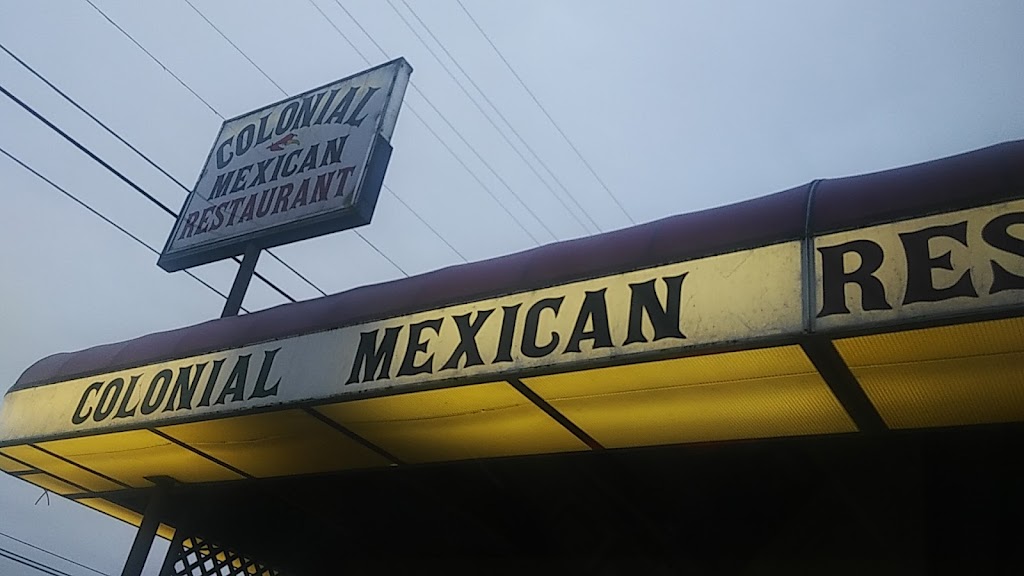 COLONIAL
MEXICAN
RESTAURANT
COLONIAL MEXICAN RES